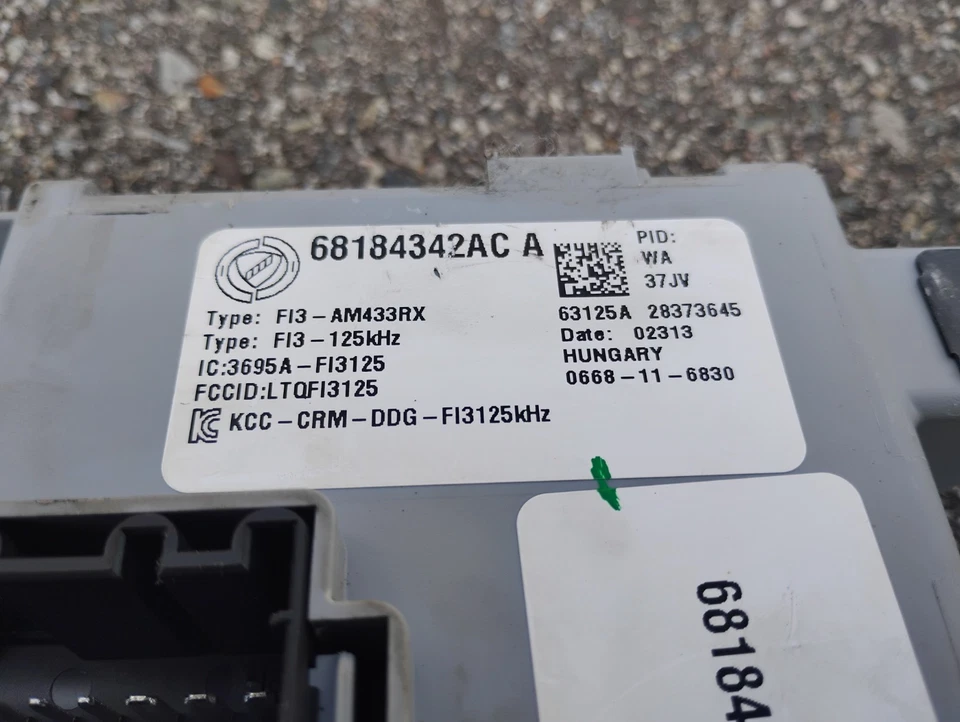 68184342AC A
PID:
WA
37JV
Type: FI3-AM433RX
63125A 28373645
Type: FI3-125kHz
Date: 02313
IC:3695A-FI3125
HUNGARY
FCCID:LTQFI3125
0668-11-6830
KCC-CRM-DDG-FI3125kHz
68184